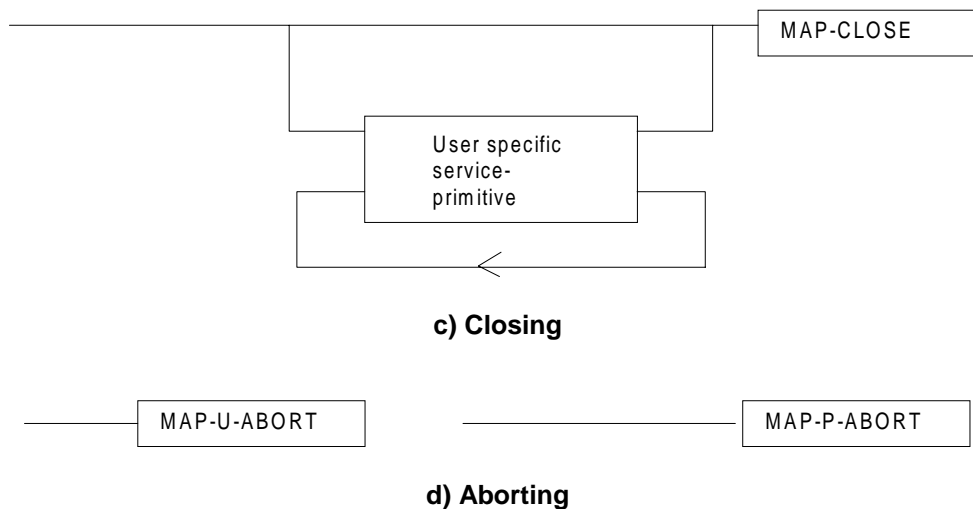 MAP-CLOSE
User specific
service-
primitive
c) Closing
MAP-U-ABORT
MAP-P-ABORT
d) Aborting